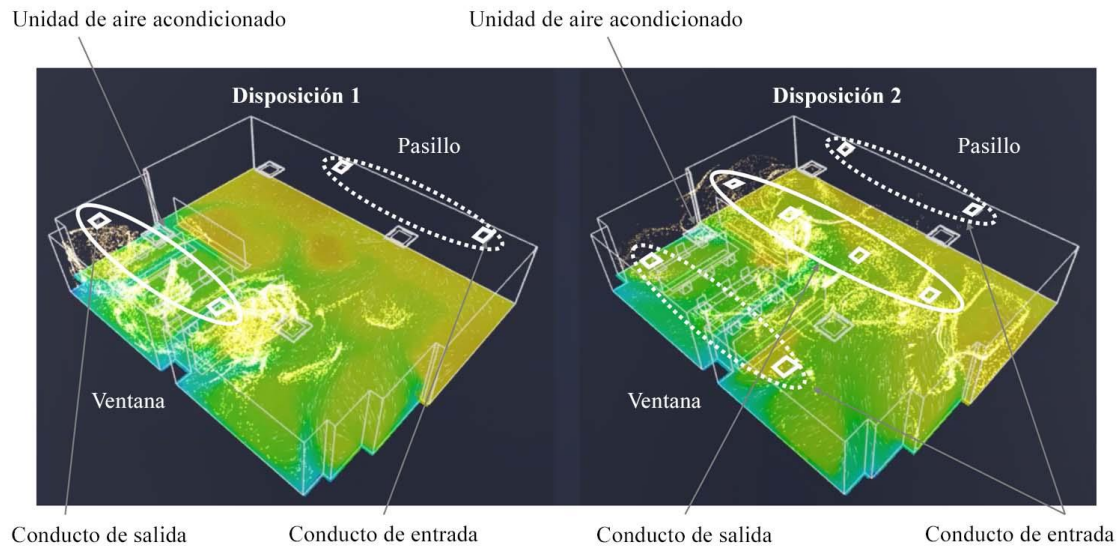 Unidad de aire acondicionado
Unidad de aire acondicionado
Disposición 1
Disposición 2
Pasillo
Pasillo
Ventana
Ventana
Conducto de salida
Conducto de entrada
Conducto de salida
Conducto de entrada